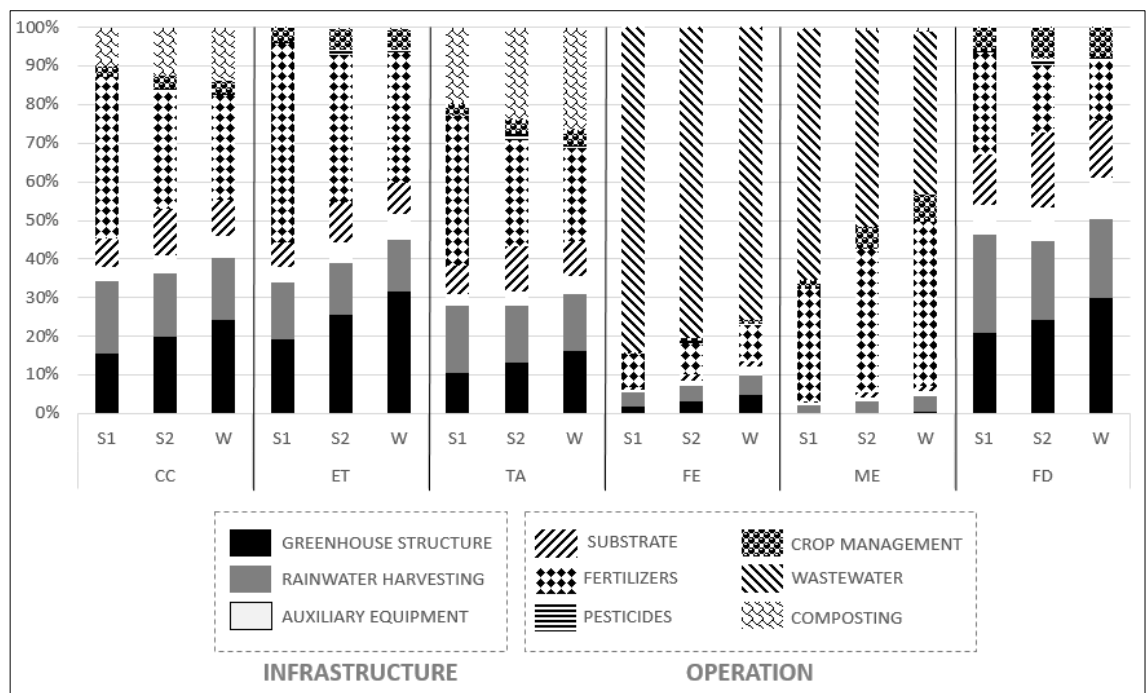 100%
90%
80%
70%
60%
50%
40%
30%
20%
10%
0%
S1 S2 W S1 S2 W S1 S2 W S1 S2 W S1 S2 W S1 S2 W
CC ET TA FE ME FD
GREENHOUSE STRUCTURE SUBSTRATE CROP MANAGEMENT
RAINWATER HARVESTING FERTILIZERS WASTEWATER
AUXILIARY EQUIPMENT PESTICIDES COMPOSTING
INFRASTRUCTURE OPERATION